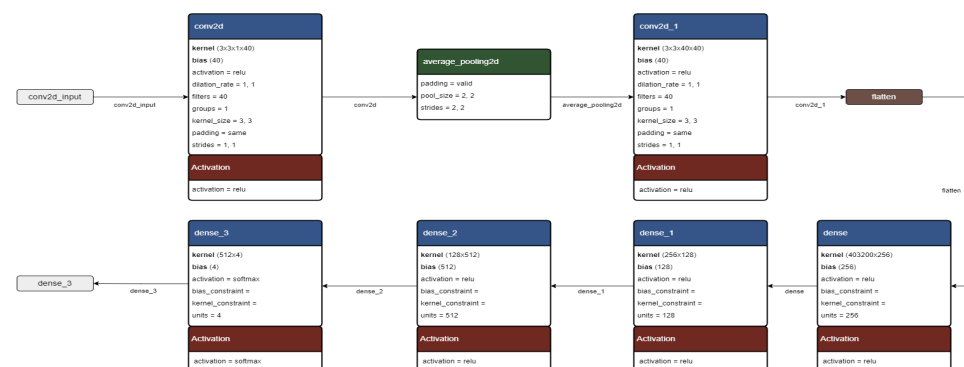 conv2d_input
conv2d_input
conv2d
kernel (3x3x1x40)
bias (40)
activation = relu
dilation_rate = 1, 1
filters = 40
groups = 1
kernel_size = 3, 3
padding = same
strides = 1, 1
Activation
activation = relu
conv2d
average_pooling2d
padding = valid
pool_size = 2, 2
strides = 2, 2
average_pooling2d
conv2d_1
kernel (3x3x40x40)
bias (40)
activation = relu
dilation_rate = 1, 1
filters = 40
groups = 1
kernel_size = 3, 3
padding = same
strides = 1, 1
Activation
activation = relu
conv2d_1
flatten
flatten
dense
kernel (403200x256)
bias (256)
activation = relu
bias_constraint =
kernel_constraint =
units = 256
Activation
activation = relu
dense
dense_1
kernel (256x128)
bias (128)
activation = relu
bias_constraint =
kernel_constraint =
units = 128
Activation
activation = relu
dense_1
dense_2
kernel (128x512)
bias (512)
activation = relu
bias_constraint =
kernel_constraint =
units = 512
Activation
activation = relu
dense_2
dense_3
kernel (512x4)
bias (4)
activation = softmax
bias_constraint =
kernel_constraint =
units = 4
Activation
activation = softmax
dense_3
dense_3